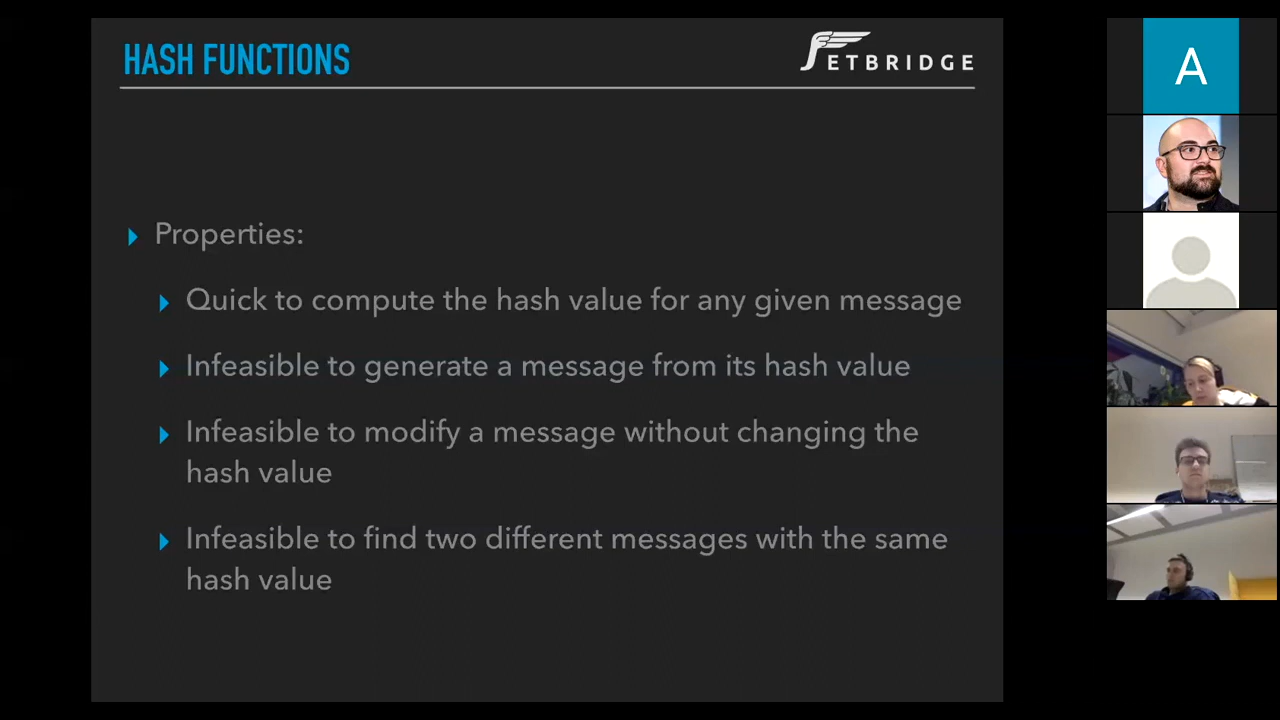 HASH FUNCTIONS
JETBRIDGE
A
Properties:
Quick to compute the hash value for any given message
Infeasible to generate a message from its hash value
Infeasible to modify a message without changing the
hash value
Infeasible to find two different messages with the same
hash value